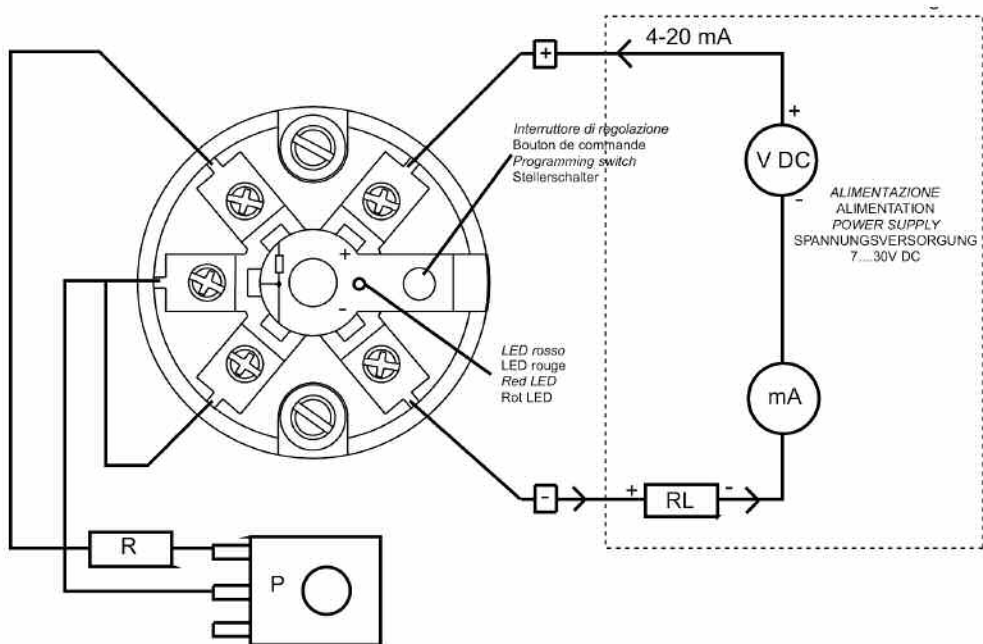 4-20 mA
+
+
V DC
-
Interruttore di regolazione
Bouton de commande
Programming switch
Stellerschalter
ALIMENTAZIONE
ALIMENTATION
POWER SUPPLY
SPANNUNGSVERSORGUNG
7....30V DC
+
-
LED rosso
LED rouge
Red LED
Rot LED
mA
-
+
RL
-
R
P